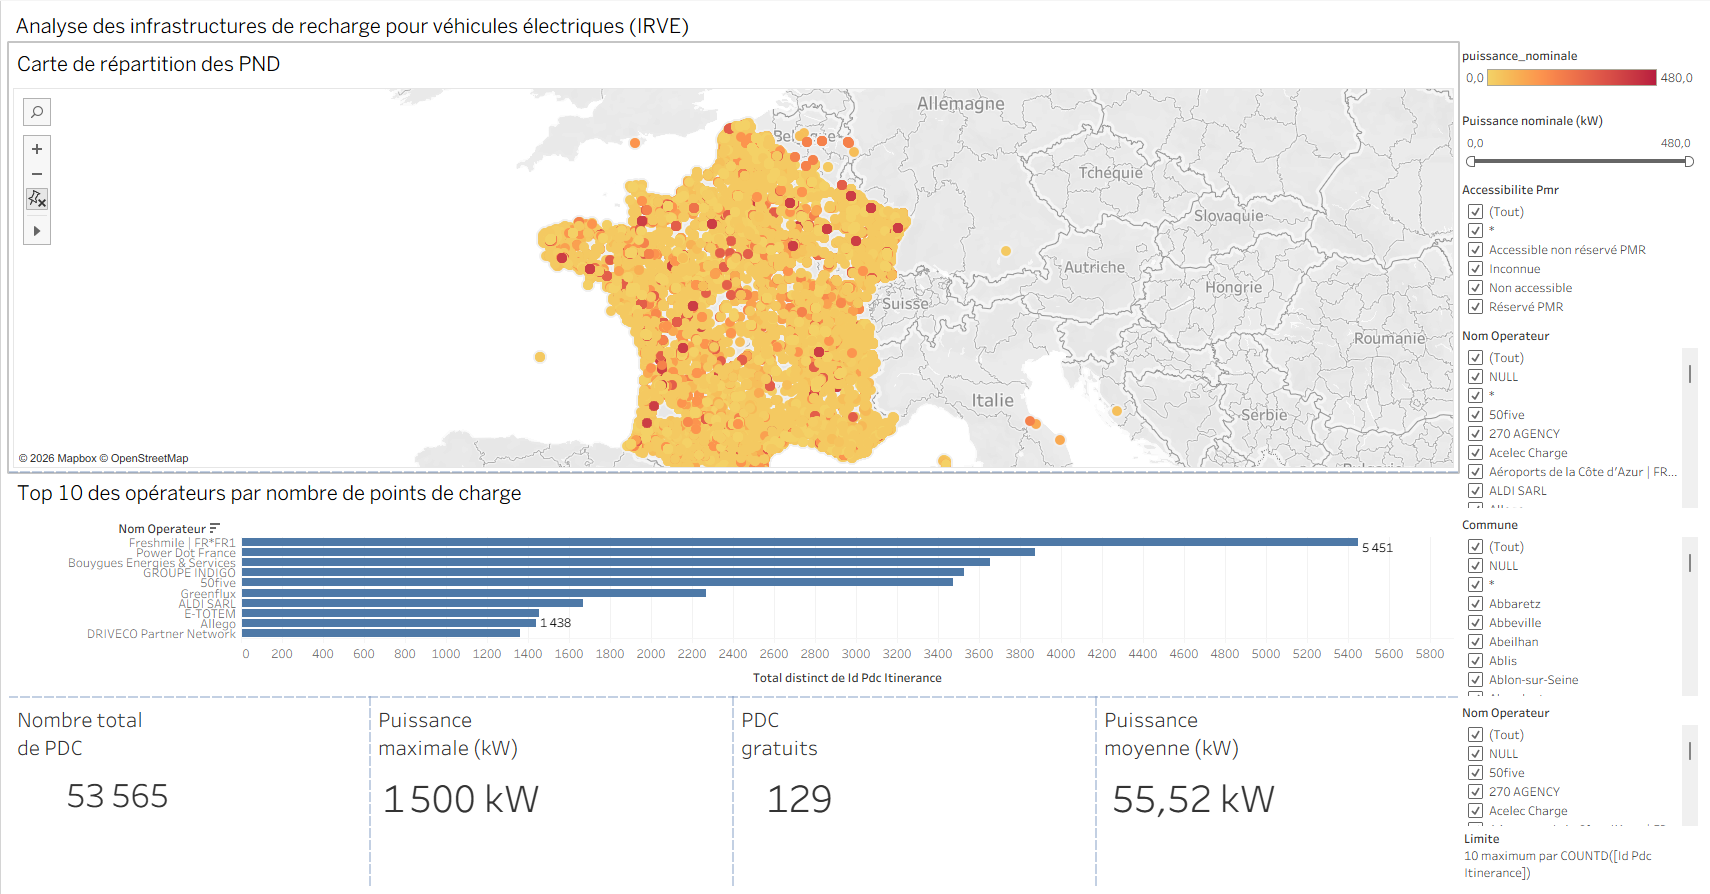 Analyse des infrastructures de recharge pour véhicules électriques (IRVE)
Carte de répartition des PND
Allemagne
Belgique
Tchéquie
Slovaquie
Autriche
Hongrie
Suisse
Roumanie
Italie
Serbie
© 2026 Mapbox © OpenStreetMap
Top 10 des opérateurs par nombre de points de charge
Nom Operateur
Freshmile | FR*FR1
5 451
Power Dot France
Bouygues Energies & Services
GROUPE INDIGO
50five
Greenflux
ALDI SARL
E-TOTEM
Allego
1 438
DRIVECO Partner Network
0 200 400 600 800 1000 1200 1400 1600 1800 2000 2200 2400 2600 2800 3000 3200 3400 3600 3800 4000 4200 4400 4600 4800 5000 5200 5400 5600 5800
Total distinct de Id Pdc Itinerance
Nombre total
de PDC
53 565
Puissance
maximale (kW)
1 500 kW
PDC
gratuits
129
Puissance
moyenne (kW)
55,52 kW
puissance_nominale
0,0 480,0
Puissance nominale (kW)
0,0 480,0
Accessibilite Pmr
(Tout)
*
Accessible non réservé PMR
Inconnue
Non accessible
Réservé PMR
Nom Operateur
(Tout)
NULL
*
50five
270 AGENCY
Acelec Charge
Aéroports de la Côte d'Azur | FR...
ALDI SARL
Commune
(Tout)
NULL
*
Abbaretz
Abbeville
Abeilhan
Ablis
Ablon-sur-Seine
Nom Operateur
(Tout)
NULL
50five
270 AGENCY
Acelec Charge
Limite
10 maximum par COUNTD([Id Pdc
Itinerance])